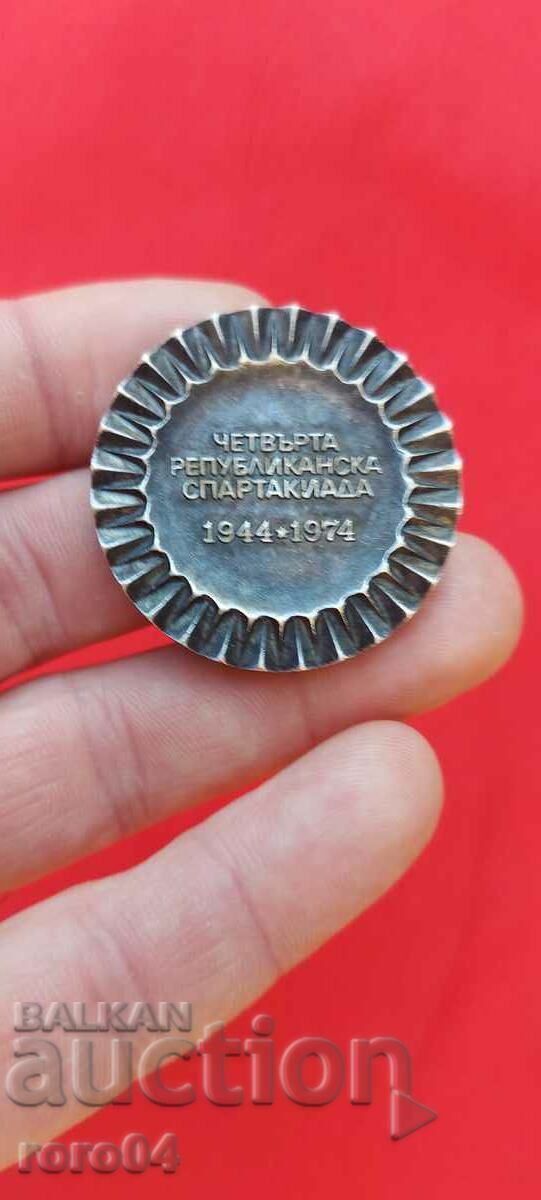 ЧЕТВЪРТА
РЕПУБЛИКАНСКА
СПАРТАКИАДА
1944★1974
BALKAN
auction
roro04